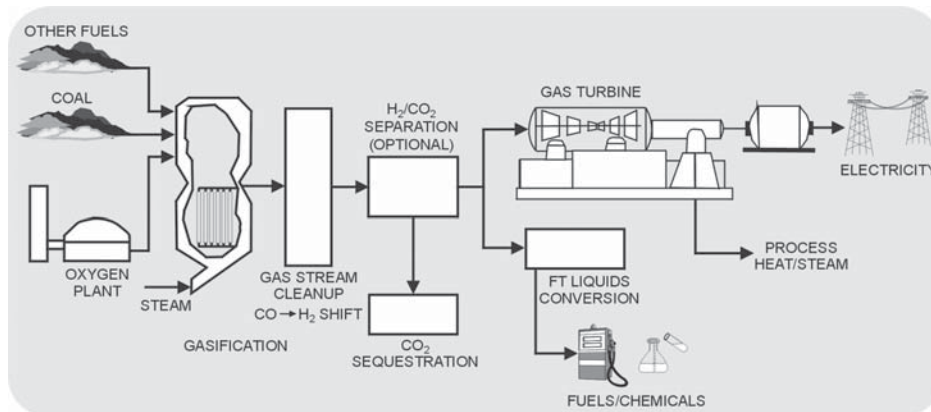 OTHER FUELS
COAL
OXYGEN
PLANT
STEAM
GASIFICATION
GAS STREAM
CLEANUP
CO → H₂ SHIFT
H₂/CO₂
SEPARATION
(OPTIONAL)
CO₂
SEQUESTRATION
GAS TURBINE
ELECTRICITY
PROCESS
HEAT/STEAM
FT LIQUIDS
CONVERSION
FUELS/CHEMICALS